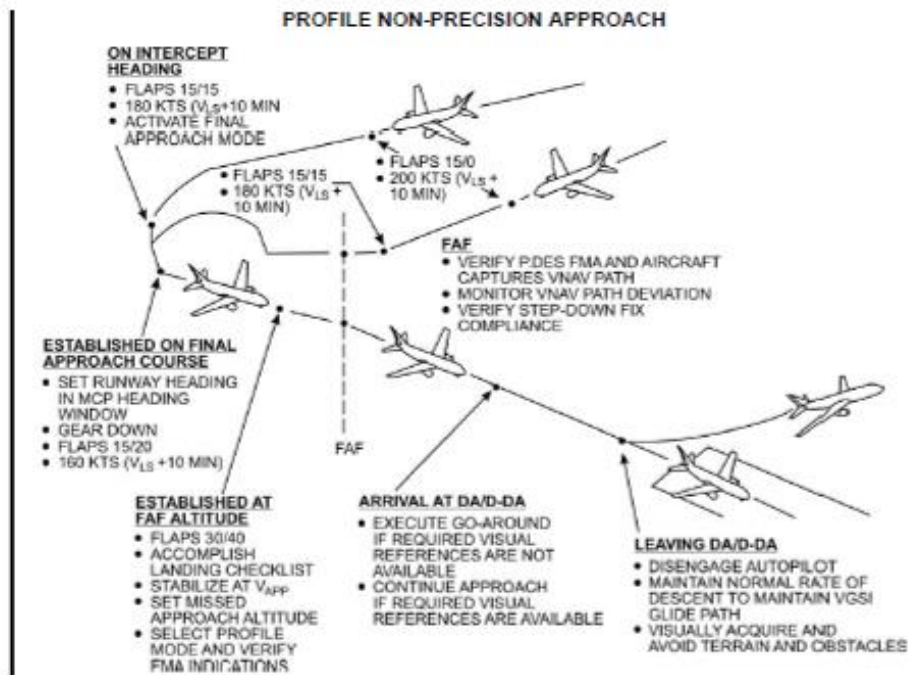 PROFILE NON-PRECISION APPROACH
ON INTERCEPT
HEADING
• FLAPS 15/15
• 180 KTS (VLS+10 MIN
• ACTIVATE FINAL
APPROACH MODE
• FLAPS 15/15
• 180 KTS (VLS +
10 MIN)
• FLAPS 15/0
• 200 KTS (VLS +
10 MIN)
FAF
• VERIFY P.DES FMA AND AIRCRAFT
CAPTURES VNAV PATH
• MONITOR VNAV PATH DEVIATION
• VERIFY STEP-DOWN FIX
COMPLIANCE
ESTABLISHED ON FINAL
APPROACH COURSE
• SET RUNWAY HEADING
IN MCP HEADING
WINDOW
• GEAR DOWN
• FLAPS 15/20
• 160 KTS (VLS +10 MIN)
FAF
ESTABLISHED AT
FAF ALTITUDE
• FLAPS 30/40
• ACCOMPLISH
LANDING CHECKLIST
• STABILIZE AT VAPP
• SET MISSED
APPROACH ALTITUDE
• SELECT PROFILE
MODE AND VERIFY
FMA INDICATIONS
ARRIVAL AT DA/D-DA
• EXECUTE GO-AROUND
IF REQUIRED VISUAL
REFERENCES ARE NOT
AVAILABLE
• CONTINUE APPROACH
IF REQUIRED VISUAL
REFERENCES ARE AVAILABLE
LEAVING DA/D-DA
• DISENGAGE AUTOPILOT
• MAINTAIN NORMAL RATE OF
DESCENT TO MAINTAIN VGSI
GLIDE PATH
• VISUALLY ACQUIRE AND
AVOID TERRAIN AND OBSTACLES